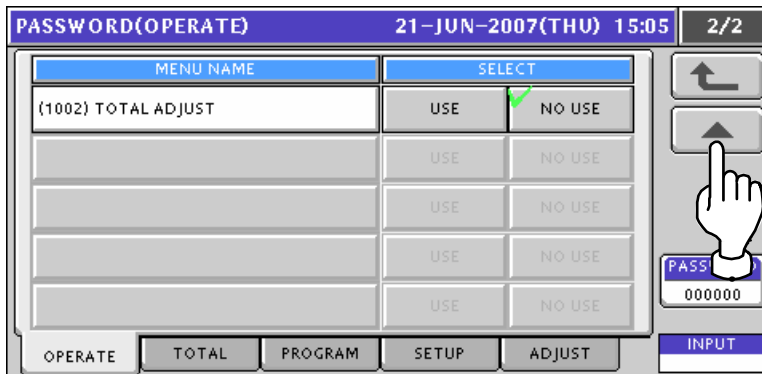 PASSWORD(OPERATE) 21-JUN-2007(THU) 15:05 2/2
MENU NAME SELECT
(1002) TOTAL ADJUST USE NO USE
USE NO USE
USE NO USE
USE NO USE
USE NO USE
000000
OPERATE TOTAL PROGRAM SETUP ADJUST
INPUT